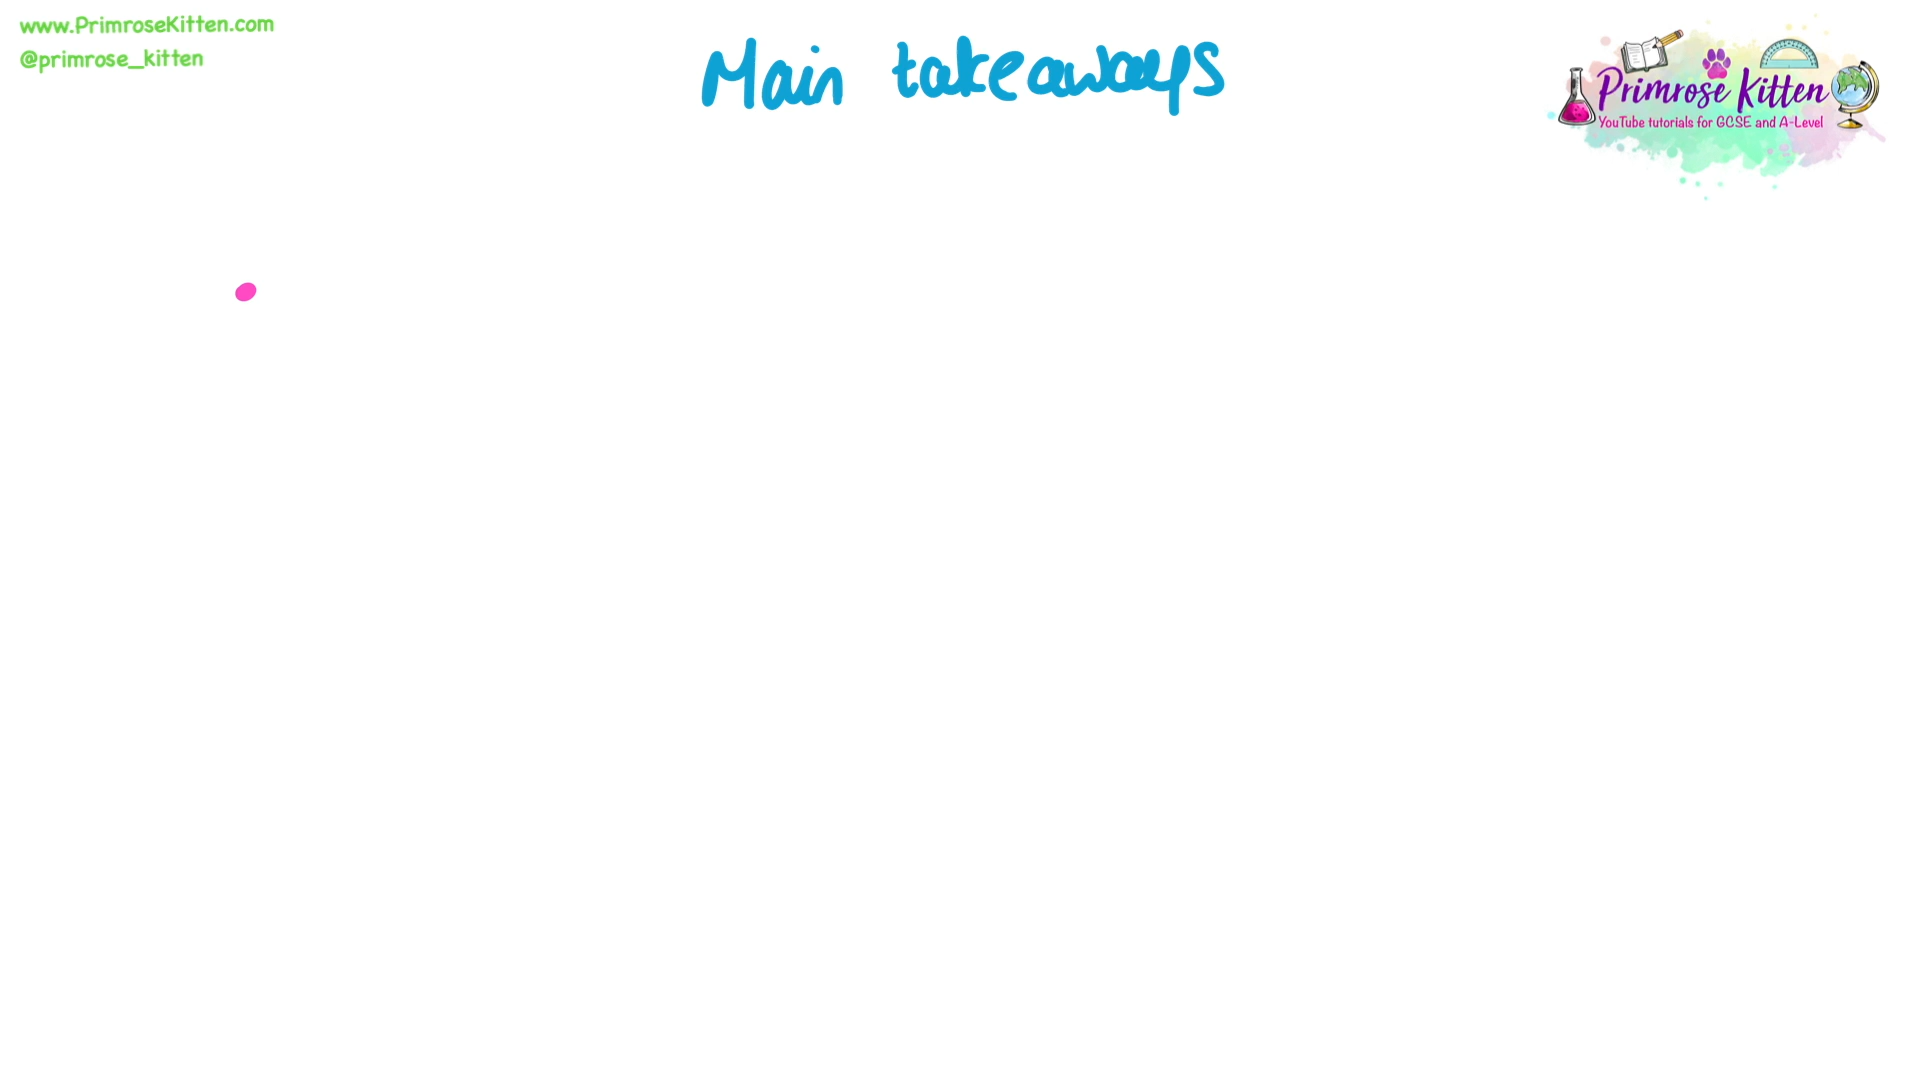 www.PrimroseKitten.com
@primrose_kitten
Main takeaways
Primrose Kitten
YouTube tutorials for GCSE and A-Level